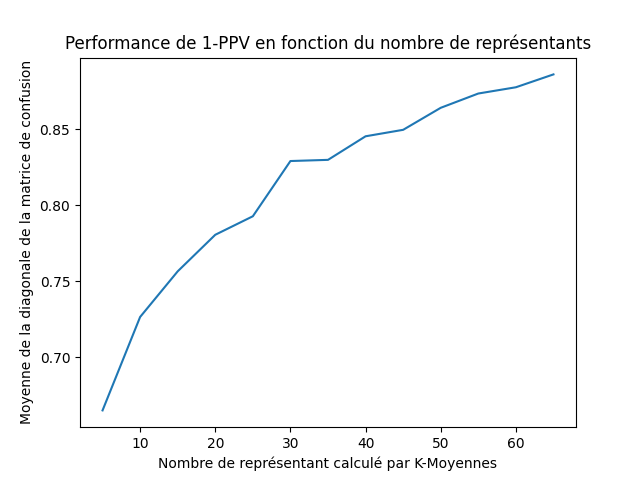 Performance de 1-PPV en fonction du nombre de représentants
Moyenne de la diagonale de la matrice de confusion
0.85
0.80
0.75
0.70
10 20 30 40 50 60
Nombre de représentant calculé par K-Moyennes